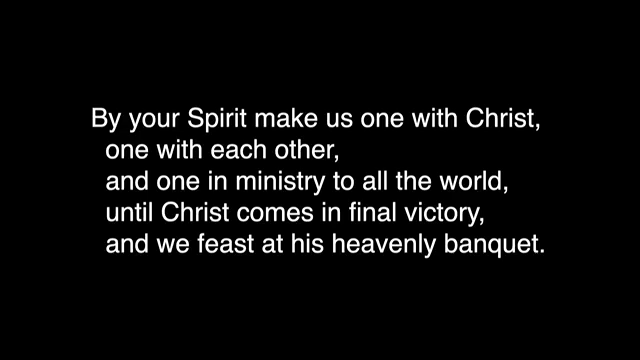 By your Spirit make us one with Christ,
one with each other,
and one in ministry to all the world,
until Christ comes in final victory,
and we feast at his heavenly banquet.